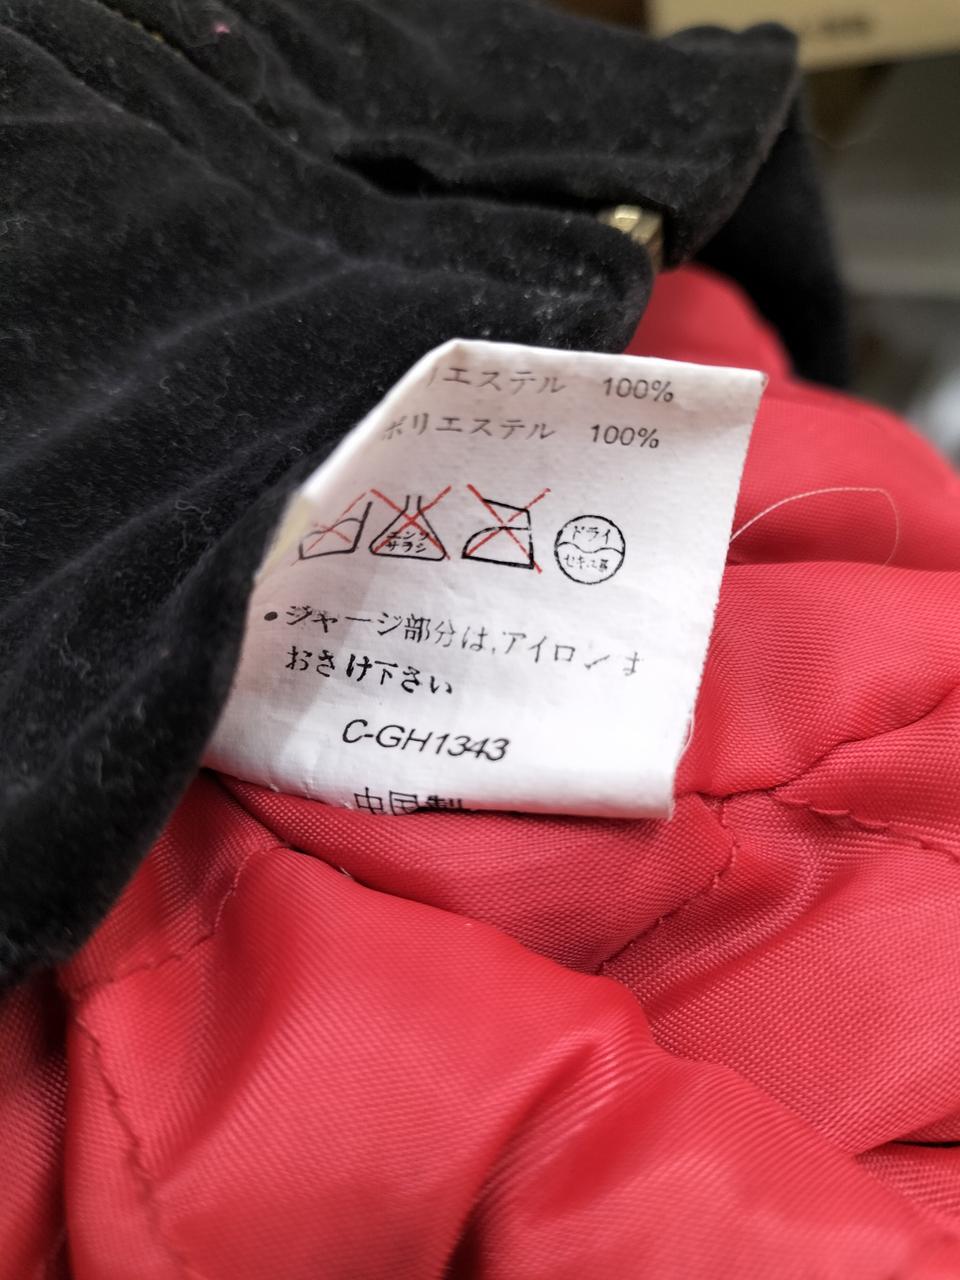 リエステル 100%
ポリエステル 100%
エンソ
サラシ
ドライ
セキユ系
・ジャージ部分は,アイロンま
おさけ下さい
C-GH1343
中国製